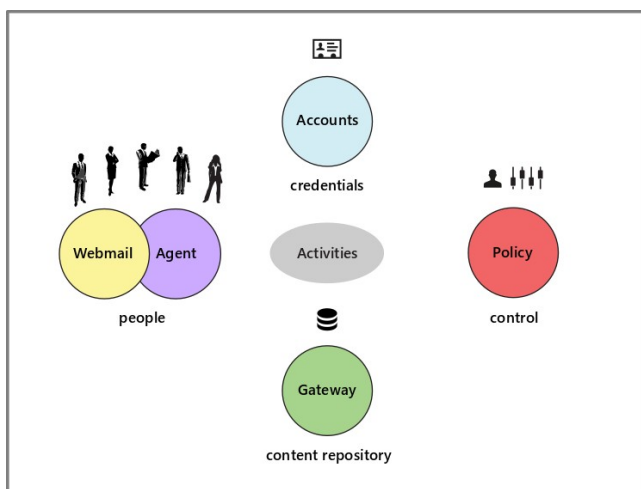 Accounts
credentials
Webmail
Agent
people
Activities
Policy
control
Gateway
content repository